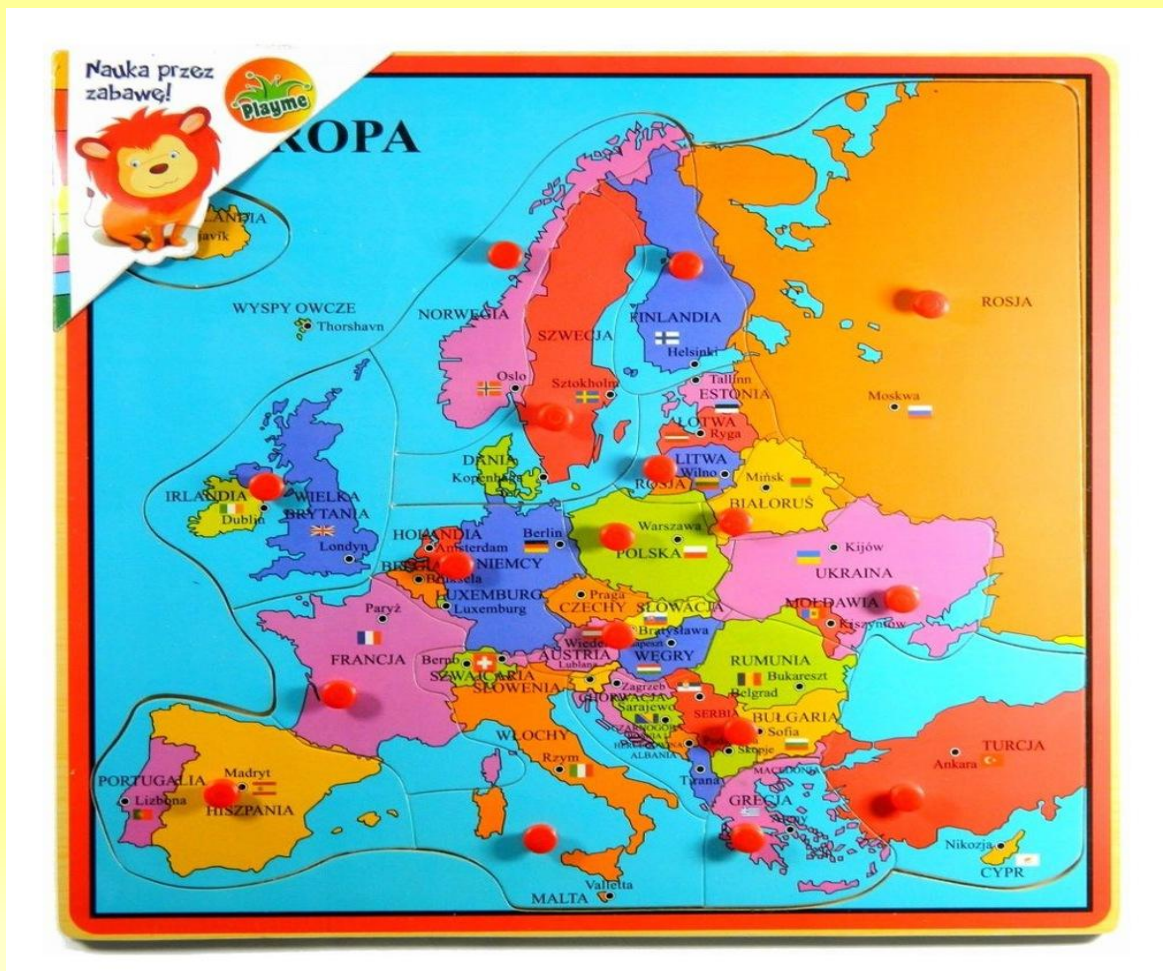 Nauka przez
zabawę!
Playme
ROPA
LANDIA
javik
WYSPY OWCZE
Thorshavn
NORWEGIA
SZWECJA
FINLANDIA
Helsinki
Oslo
Sztokholm
Tallinn
ESTONIA
ŁOTWA
Ryga
LITWA
Wilno
ROSJA
ROSJA
Moskwa
DANIA
Kopenhaga
Mińsk
BIAŁORUŚ
IRLANDIA
Dublin
WIELKA
BRYTANIA
Londyn
HOLANDIA
Amsterdam
Bruksela
Berlin
NIEMCY
Warszawa
POLSKA
Kijów
UKRAINA
LUXEMBURG
Luxemburg
Praga
CZECHY
SŁOWACJA
Bratysława
MOŁDAWIA
Kiszyniów
Paryż
FRANCJA
Berno
SZWAJCARIA
AUSTRIA
Lublana
SŁOWENIA
WĘGRY
RUMUNIA
Bukareszt
Belgrad
Zagrzeb
CHORWACJA
Sarajewo
SERBIA
BUŁGARIA
Sofia
Skopje
ALBANIA
Tirana
MACEDONIA
WŁOCHY
Rzym
PORTUGALIA
Lizbona
Madryt
HISZPANIA
GRECJA
Ateny
TURCJA
Ankara
Nikozja
CYPR
MALTA
Valletta